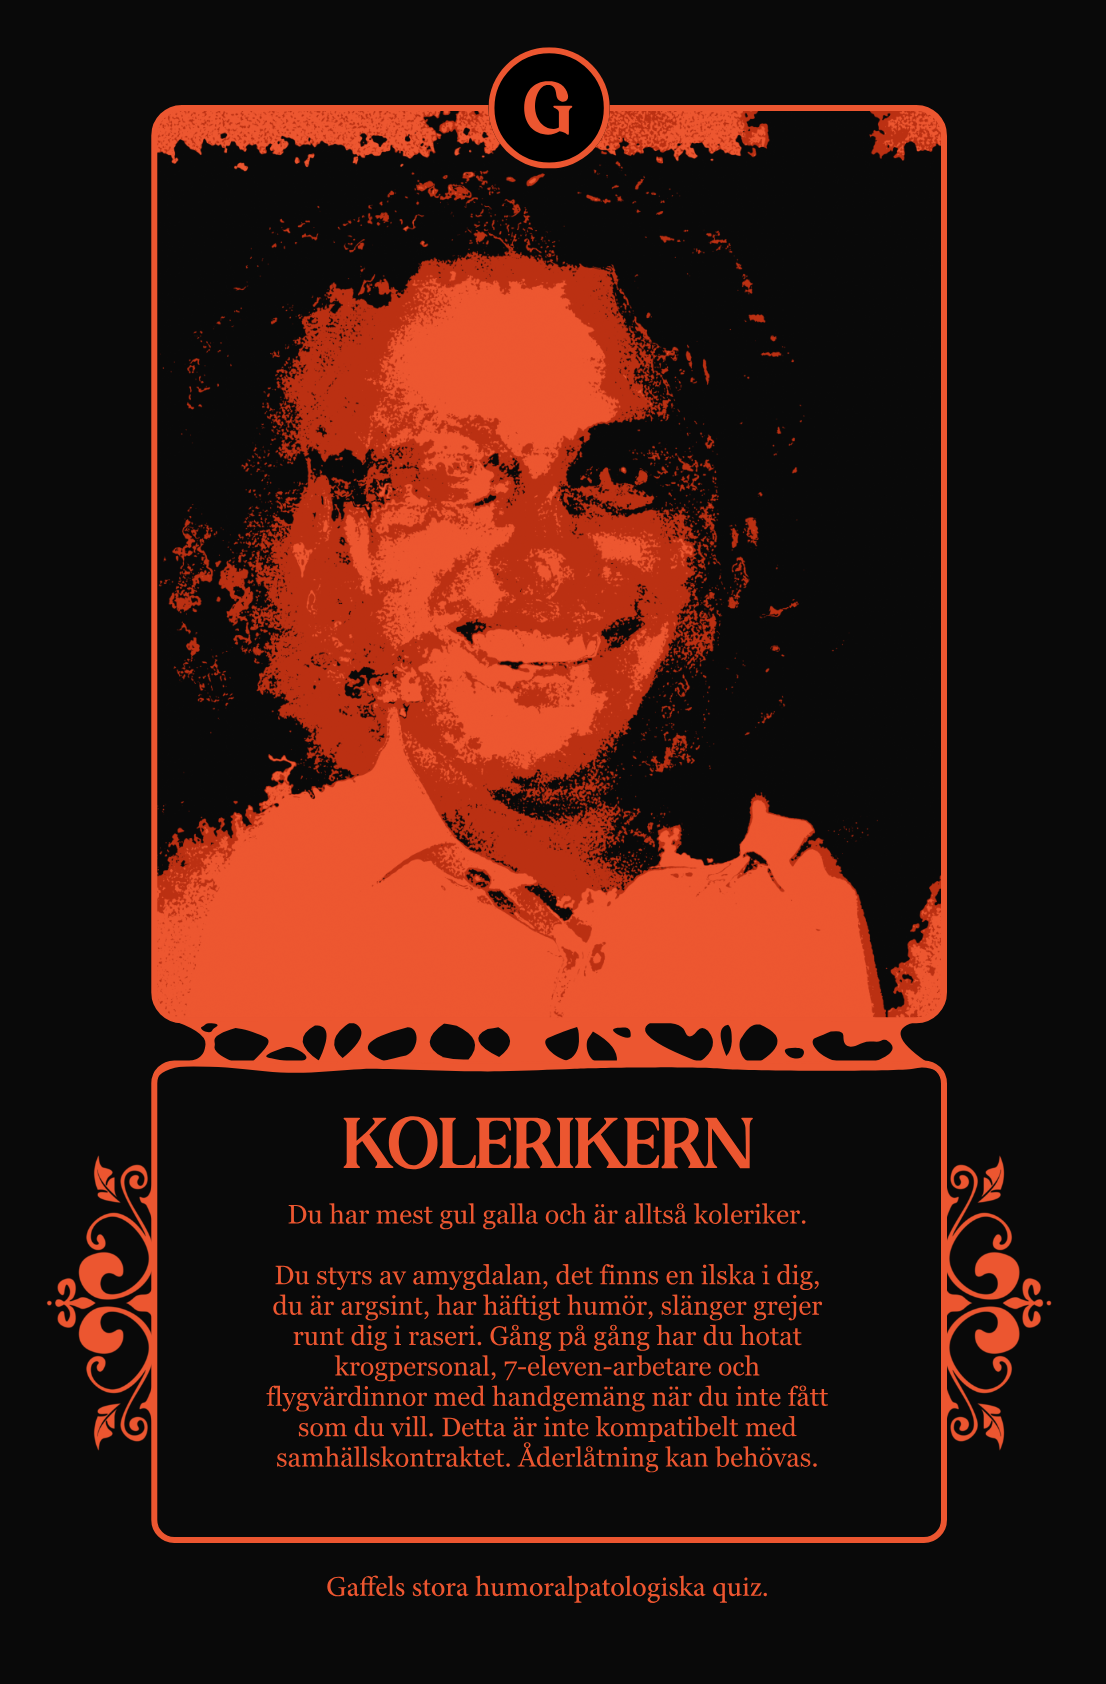 G
KOLERIKERN
Du har mest gul galla och är alltså koleriker.
Du styrs av amygdalan, det finns en ilska i dig,
du är argsint, har häftigt humör, slänger grejer
runt dig i raseri. Gång på gång har du hotat
krogpersonal, 7-eleven-arbetare och
flygvärdinnor med handgemäng när du inte fått
som du vill. Detta är inte kompatibelt med
samhällskontraktet. Åderlåtning kan behövas.
Gaffels stora humoralpatologiska quiz.